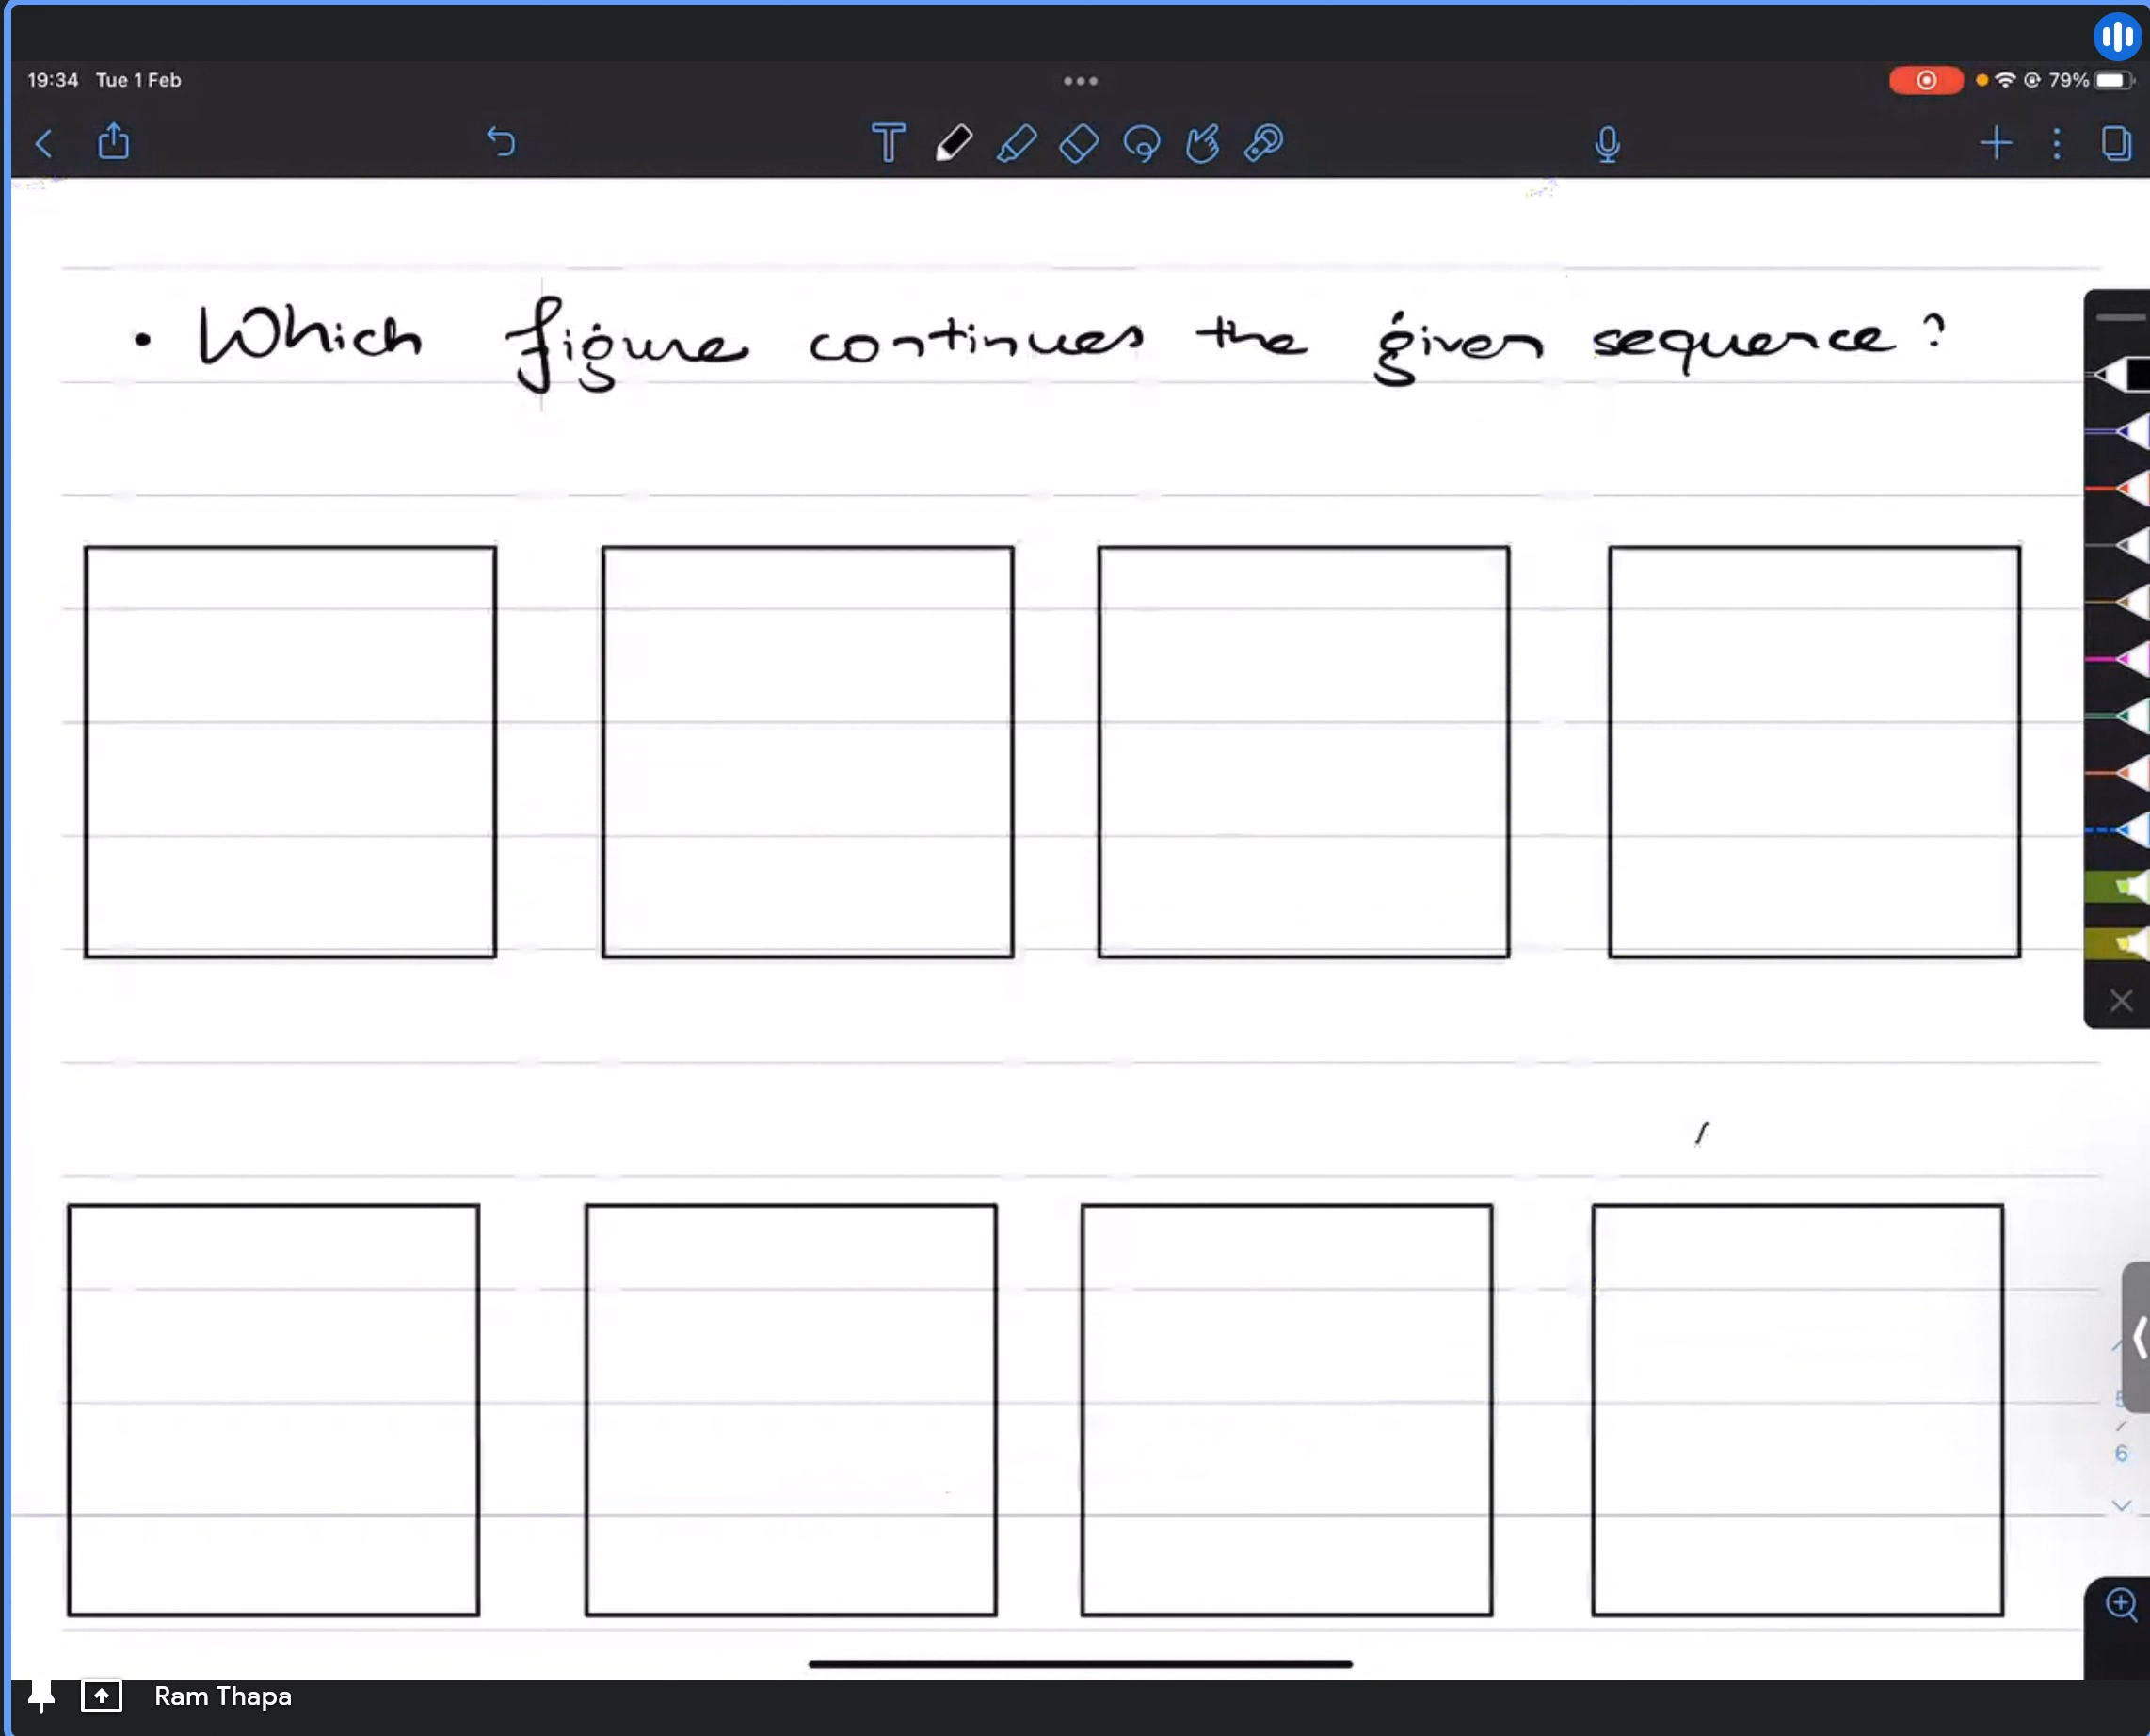 19:34 Tue 1 Feb
79%
T
• Which figure continues the given sequence?
6
Ram Thapa